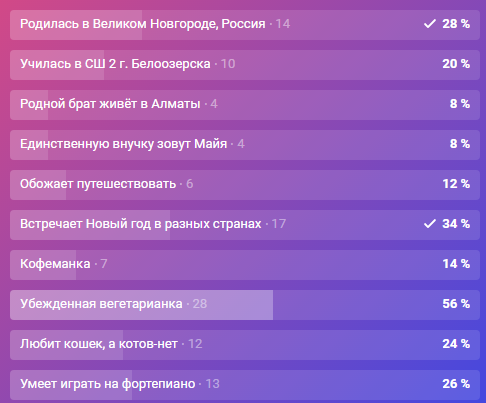 Родилась в Великом Новгороде, Россия · 14 28 %
Училась в СШ 2 г. Белоозерска · 10 20 %
Родной брат живёт в Алматы · 4 8 %
Единственную внучку зовут Майя · 4 8 %
Обожает путешествовать · 6 12 %
Встречает Новый год в разных странах · 17 34 %
Кофеманка · 7 14 %
Убежденная вегетарианка · 28 56 %
Любит кошек, а котов-нет · 12 24 %
Умеет играть на фортепиано · 13 26 %